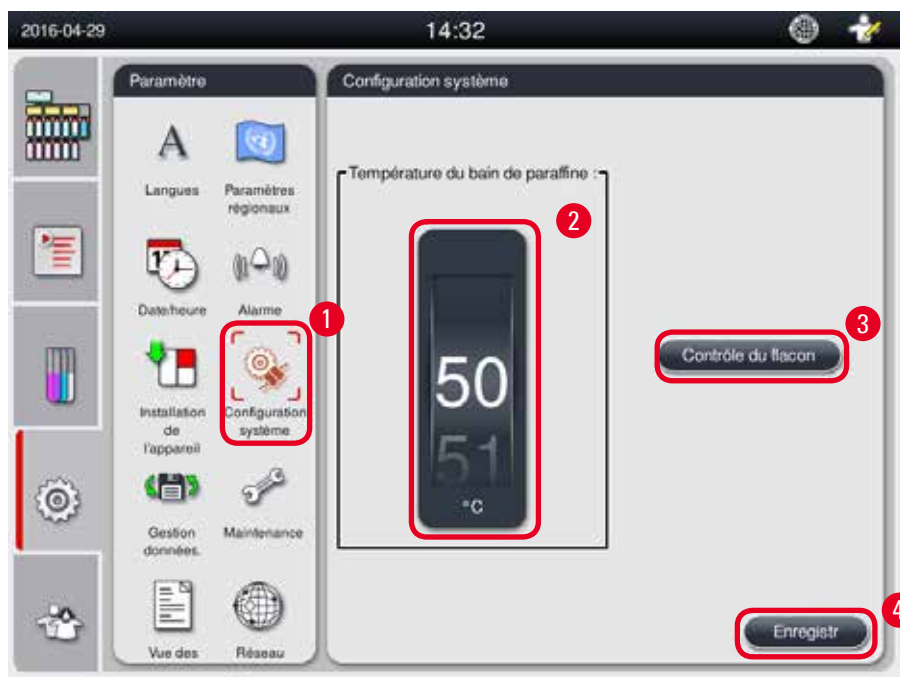 2016-04-29
14:32
Paramètre
Configuration système
A
Langues
Paramètres
régionaux
Température du bain de paraffine :
2
Date/heure
Alarme
1
3
Installation
de
l'appareil
Configuration
système
50
51
°C
Contrôle du flacon
Gestion
données.
Maintenance
Vue des
Réseau
Enregistr
4